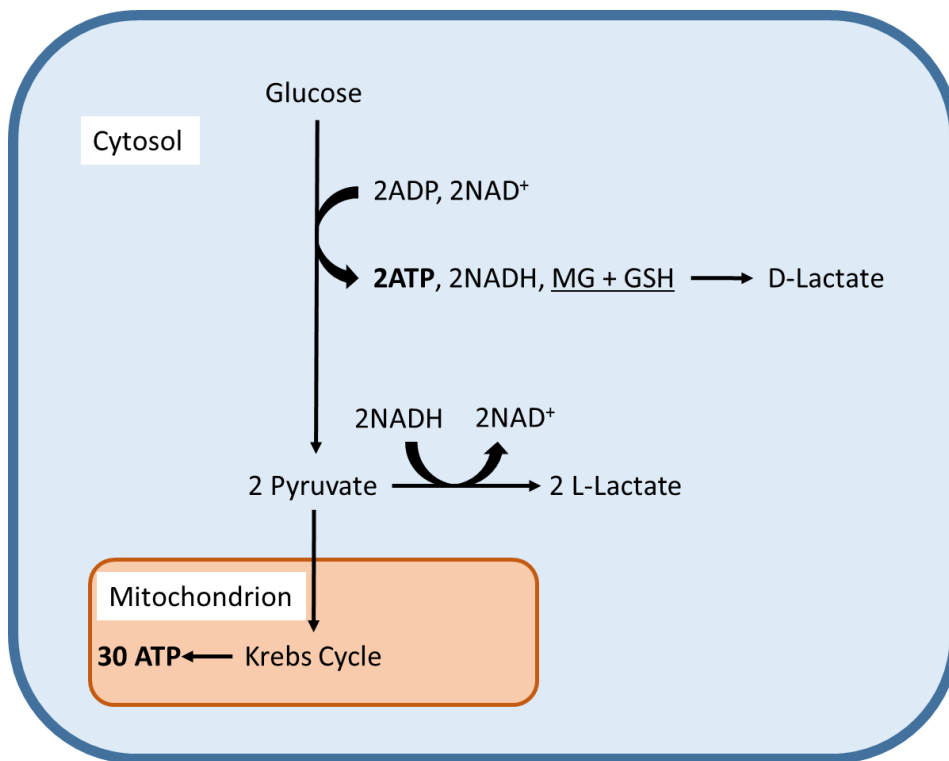 Glucose
Cytosol
2ADP, 2NAD⁺
2ATP, 2NADH, MG + GSH
D-Lactate
2NADH
2NAD⁺
2 Pyruvate
2 L-Lactate
Mitochondrion
30 ATP
Krebs Cycle